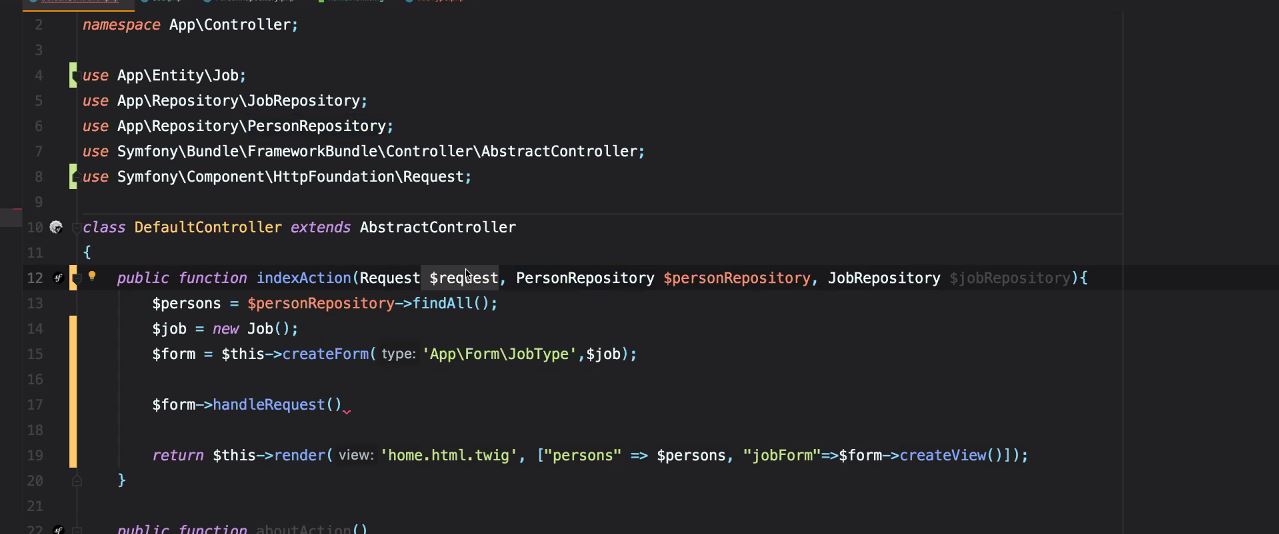 2 namespace App\Controller;
3
4 use App\Entity\Job;
5 use App\Repository\JobRepository;
6 use App\Repository\PersonRepository;
7 use Symfony\Bundle\FrameworkBundle\Controller\AbstractController;
8 use Symfony\Component\HttpFoundation\Request;
9
10 class DefaultController extends AbstractController
11 {
12 public function indexAction(Request $request, PersonRepository $personRepository, JobRepository $jobRepository){
13 $persons = $personRepository->findAll();
14 $job = new Job();
15 $form = $this->createForm( type: 'App\Form\JobType',$job);
16
17 $form->handleRequest()
18
19 return $this->render( view: 'home.html.twig', ["persons" => $persons, "jobForm"=>$form->createView()]);
20 }
21
22 public function aboutAction()